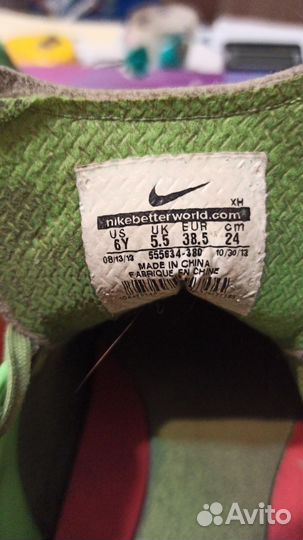 XH
nikebetterworld.com
US UK EUR cm
6Y 5.5 38.5 24
08/13/13 555634-380 10/30/13
MADE IN CHINA
FABRIQUE EN CHINE
Avito